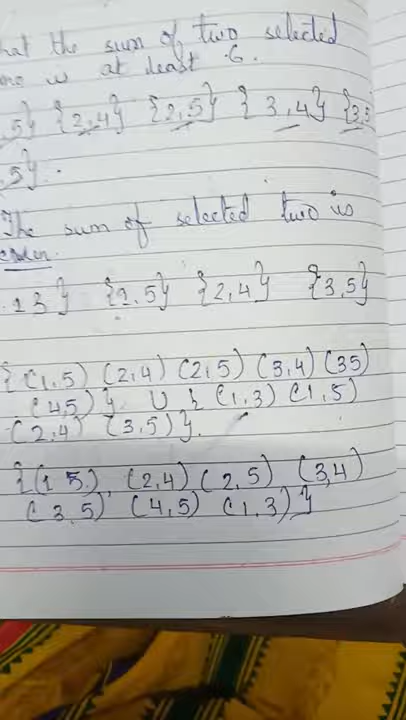 hat the sum of two selected
is at least 6.
,5} {2,4} {2,5} {3,4} {3,5
,5}.
The sum of selected two is
even.
1 3} {1,5} {2,4} {3,5}
{(1,5) (2,4) (2,5) (3,4) (35)
(4,5)} U {(1,3) (1,5)
(2,4) (3,5)}.
{(1 5), (2,4) (2,5) (3,4)
(3,5) (4,5) (1,3)}